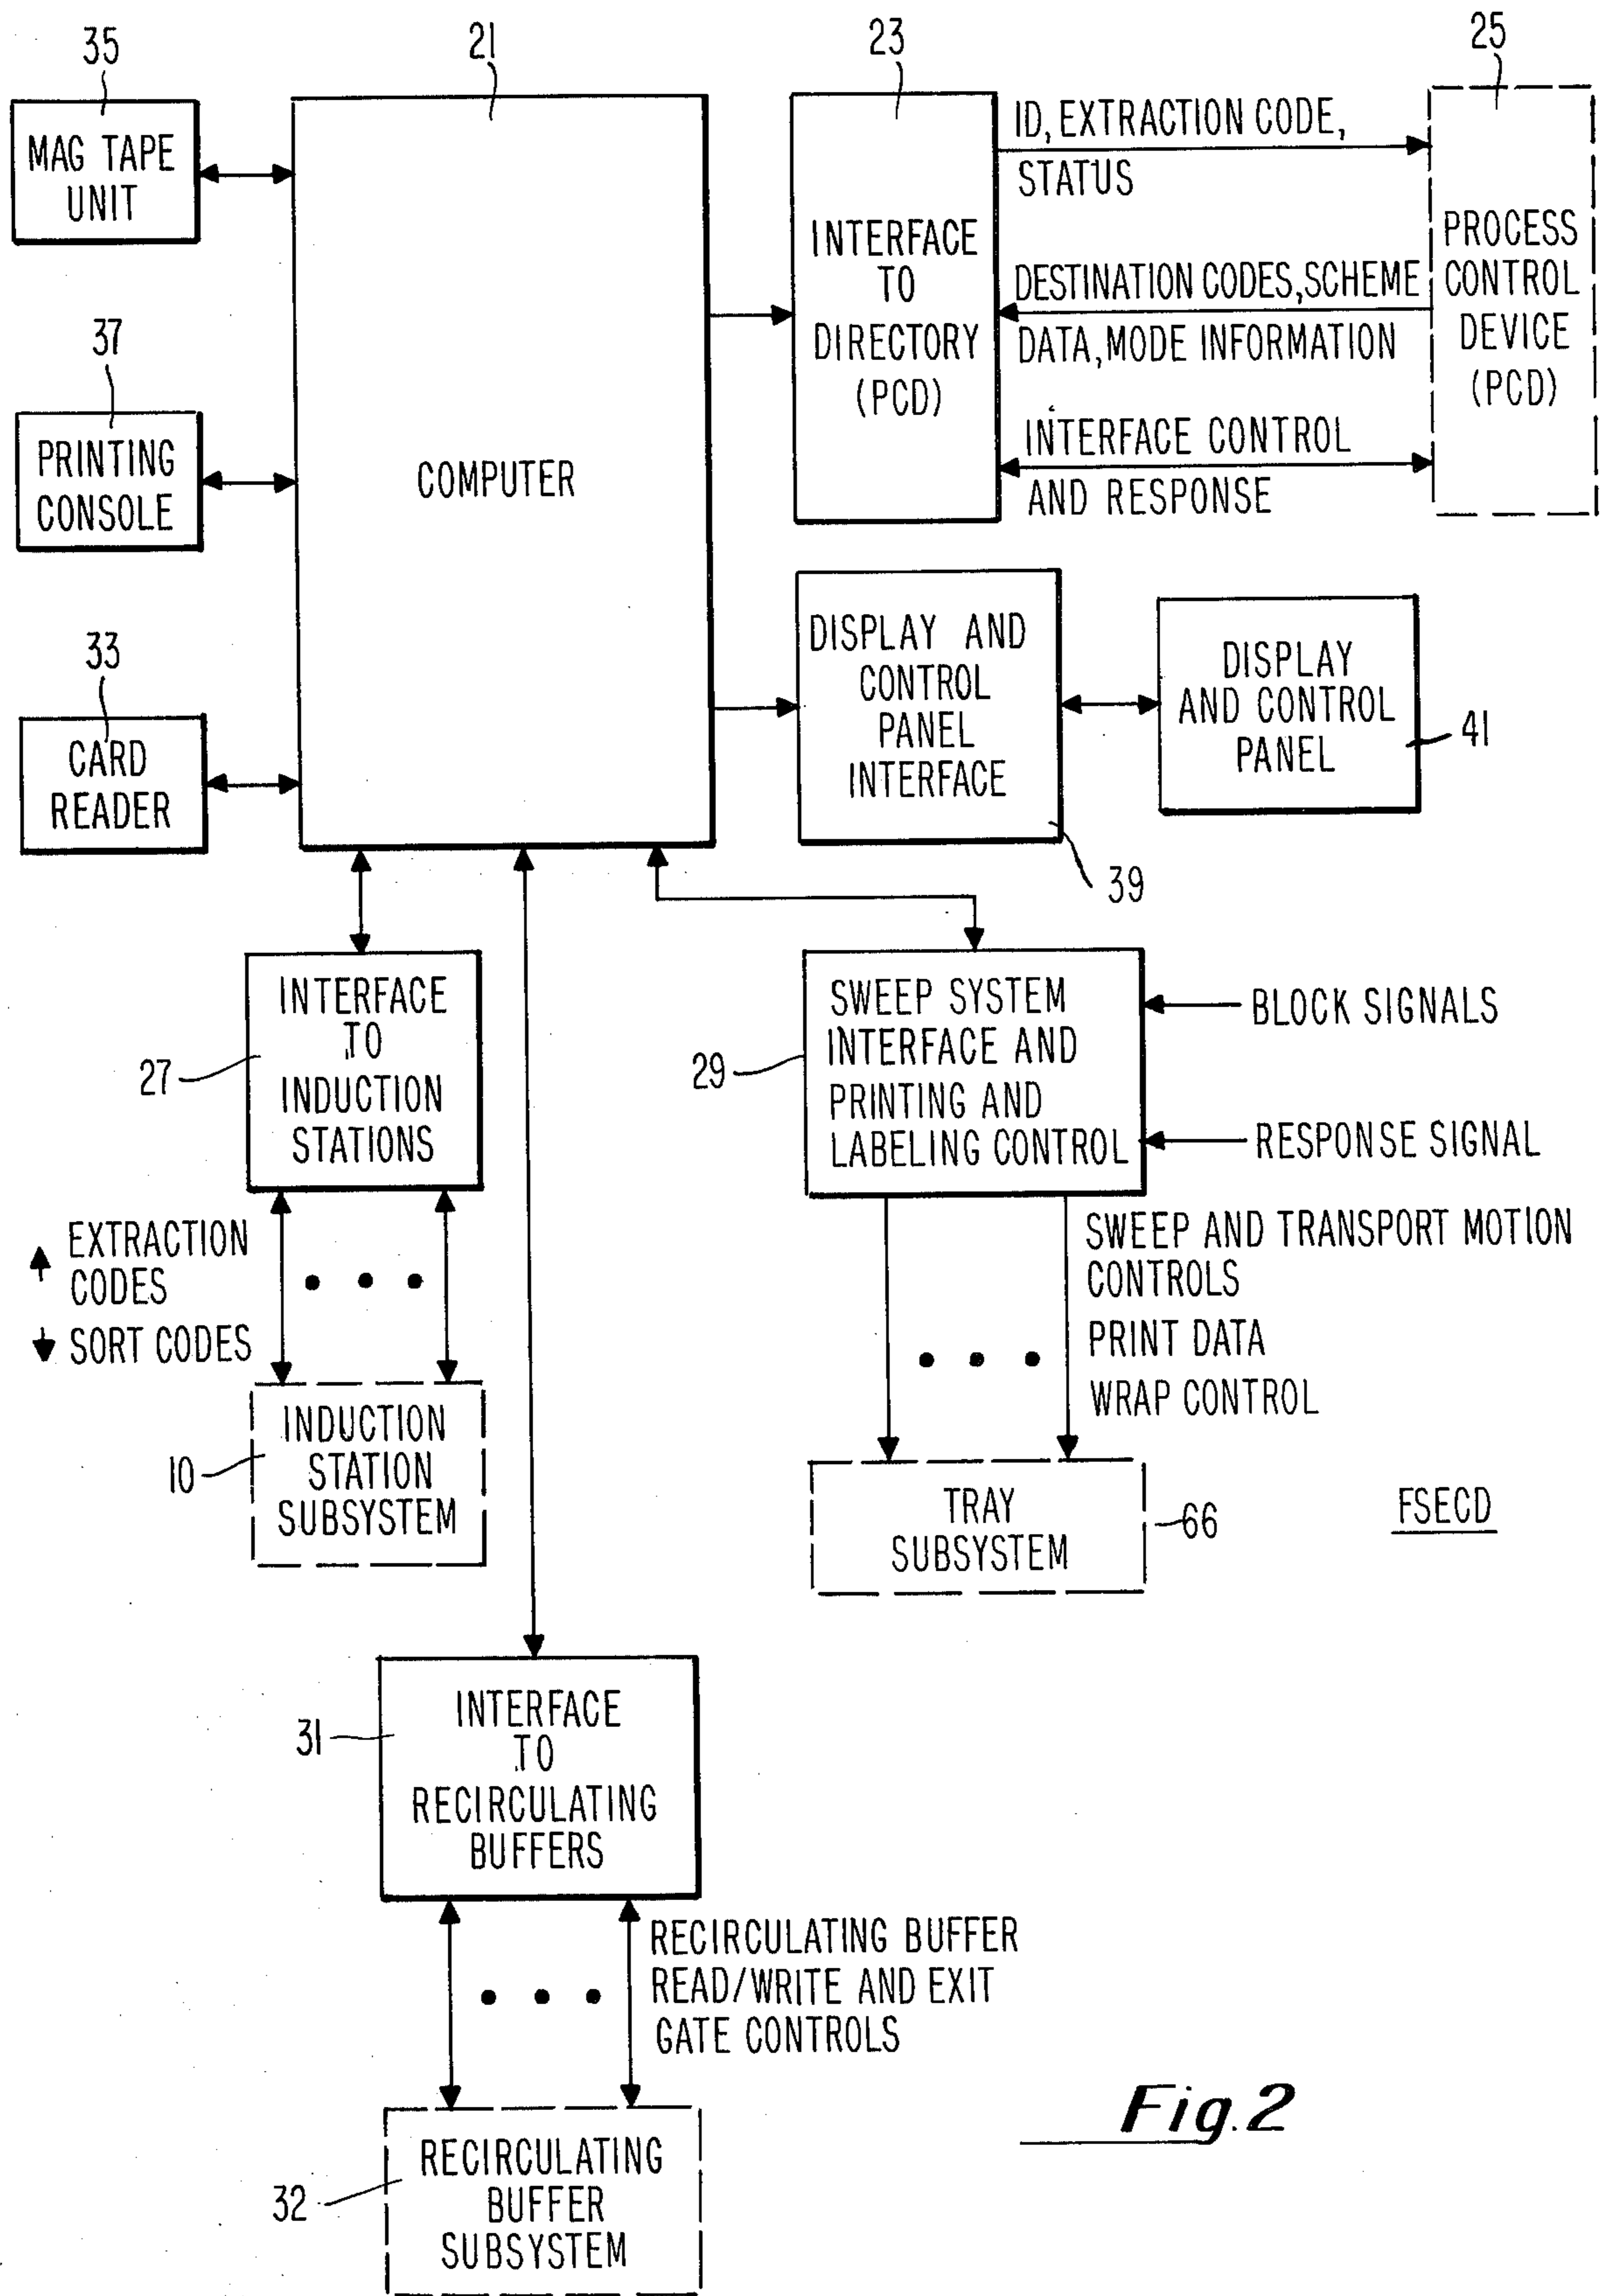 35
MAG TAPE
UNIT
37
PRINTING
CONSOLE
33
CARD
READER
21
COMPUTER
23
INTERFACE
TO
DIRECTORY
(PCD)
ID, EXTRACTION CODE,
STATUS
DESTINATION CODES, SCHEME
DATA, MODE INFORMATION
INTERFACE CONTROL
AND RESPONSE
25
PROCESS
CONTROL
DEVICE
(PCD)
DISPLAY AND
CONTROL
PANEL
INTERFACE
39
DISPLAY
AND CONTROL
PANEL
41
INTERFACE
TO
INDUCTION
STATIONS
27
EXTRACTION
CODES
SORT CODES
INDUCTION
STATION
SUBSYSTEM
10
SWEEP SYSTEM
INTERFACE AND
PRINTING AND
LABELING CONTROL
29
BLOCK SIGNALS
RESPONSE SIGNAL
SWEEP AND TRANSPORT MOTION
CONTROLS
PRINT DATA
WRAP CONTROL
TRAY
SUBSYSTEM
66
FSECD
INTERFACE
TO
RECIRCULATING
BUFFERS
31
RECIRCULATING BUFFER
READ/WRITE AND EXIT
GATE CONTROLS
RECIRCULATING
BUFFER
SUBSYSTEM
32
Fig.2